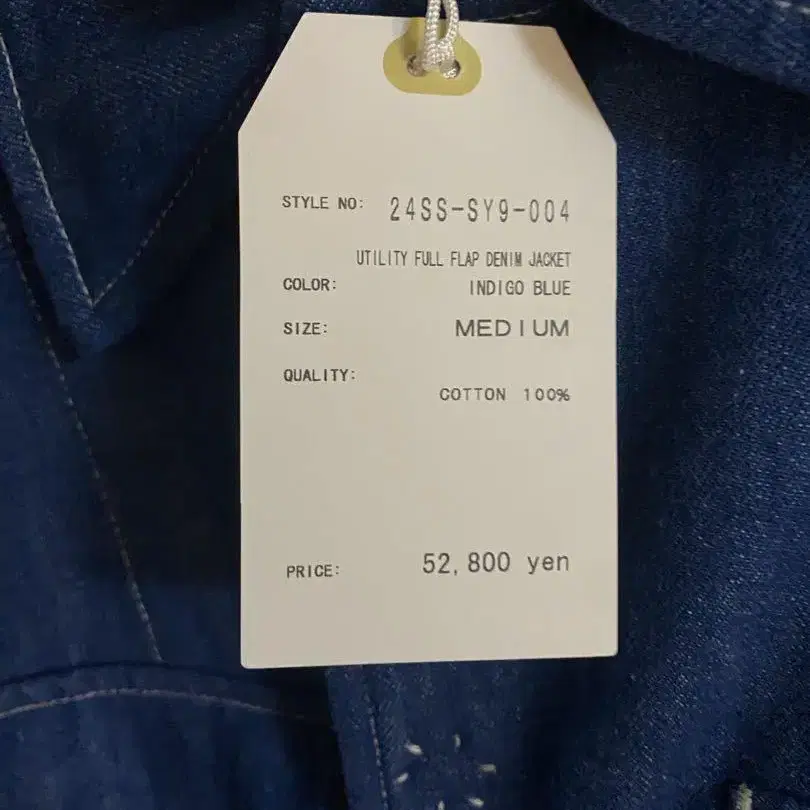 STYLE NO: 24SS-SY9-004
UTILITY FULL FLAP DENIM JACKET
COLOR: INDIGO BLUE
SIZE: MEDIUM
QUALITY:
COTTON 100%
PRICE: 52,800 yen